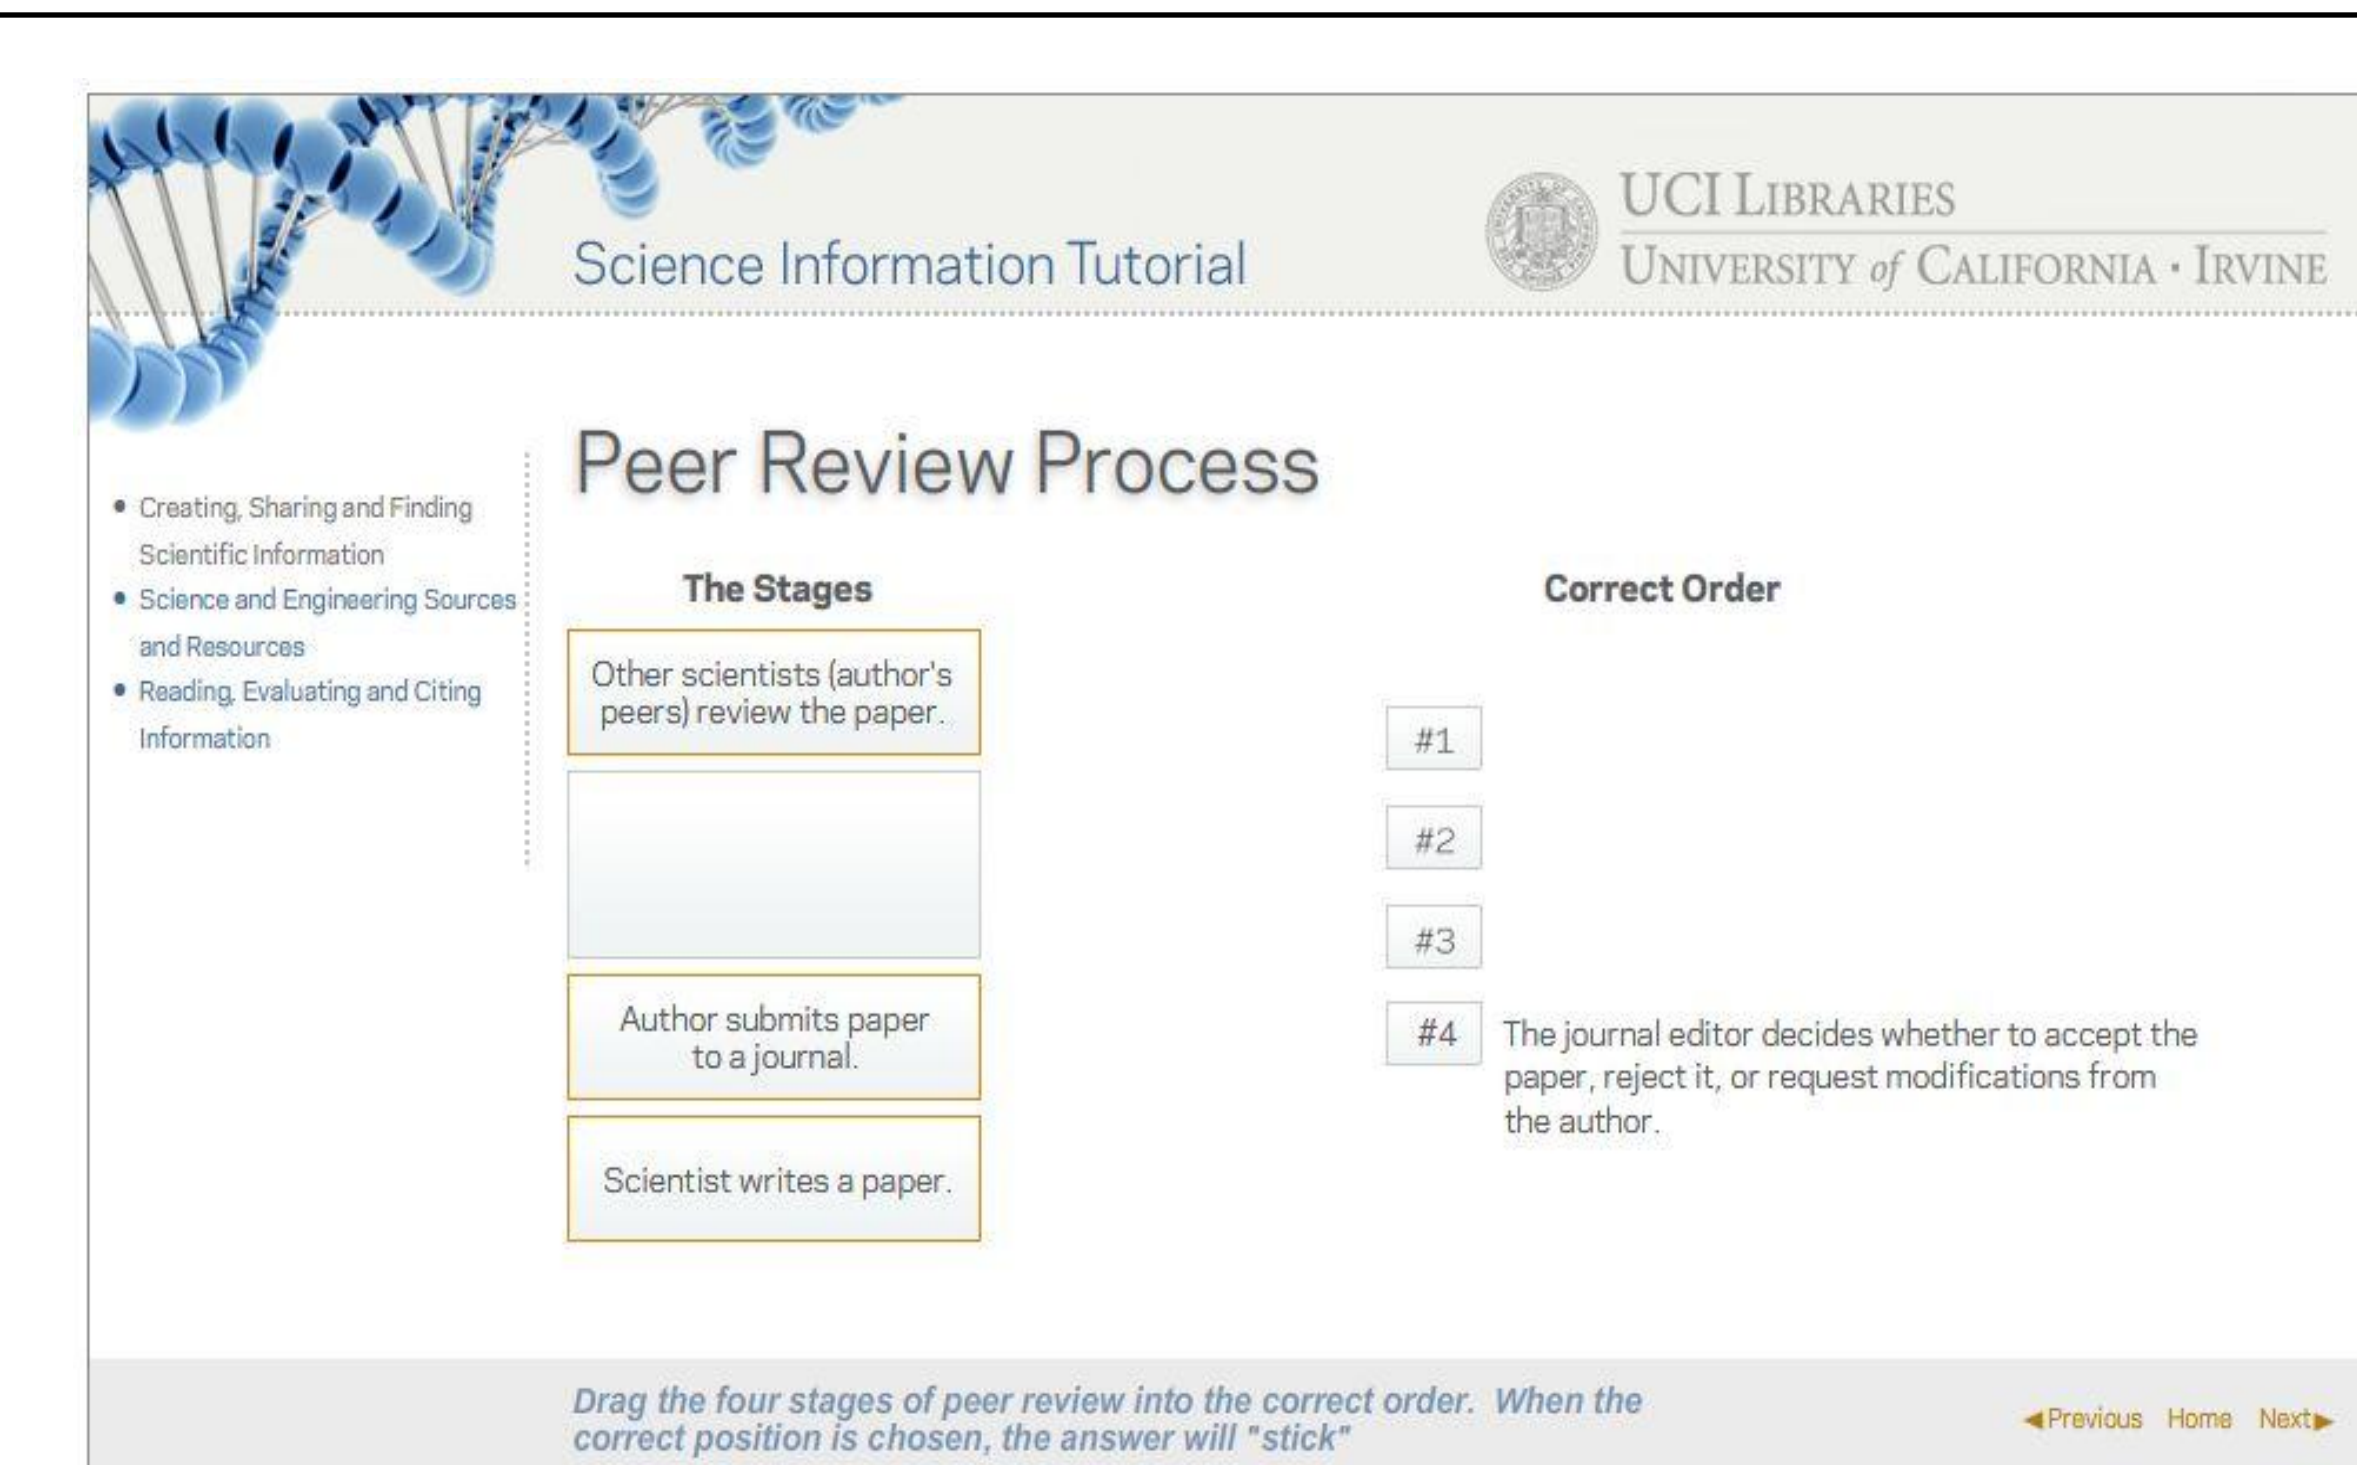 Science Information Tutorial
UCI LIBRARIES
UNIVERSITY of CALIFORNIA · IRVINE
Peer Review Process
• Creating, Sharing and Finding
Scientific Information
• Science and Engineering Sources
and Resources
• Reading, Evaluating and Citing
Information
The Stages
Other scientists (author's
peers) review the paper.
Author submits paper
to a journal.
Scientist writes a paper.
Correct Order
#1
#2
#3
#4 The journal editor decides whether to accept the
paper, reject it, or request modifications from
the author.
Drag the four stages of peer review into the correct order. When the
correct position is chosen, the answer will "stick"
◀Previous Home Next▶